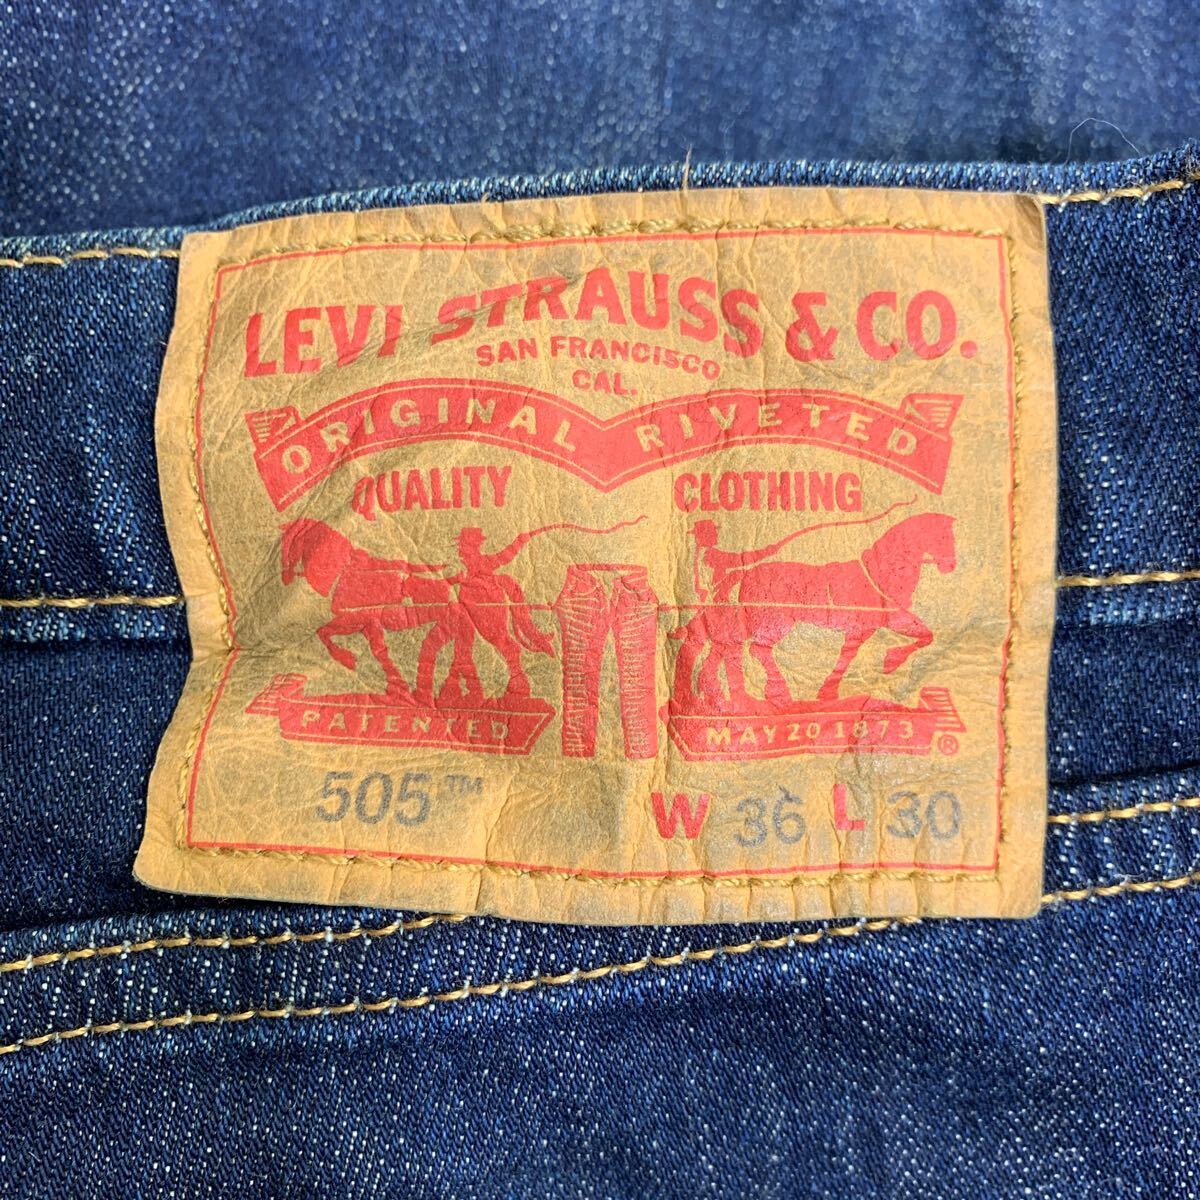 LEVI STRAUSS & CO.
SAN FRANCISCO
CAL.
ORIGINAL RIVETED
QUALITY CLOTHING
PATENTED MAY 20 1873 ®
505™ W 36 L 30